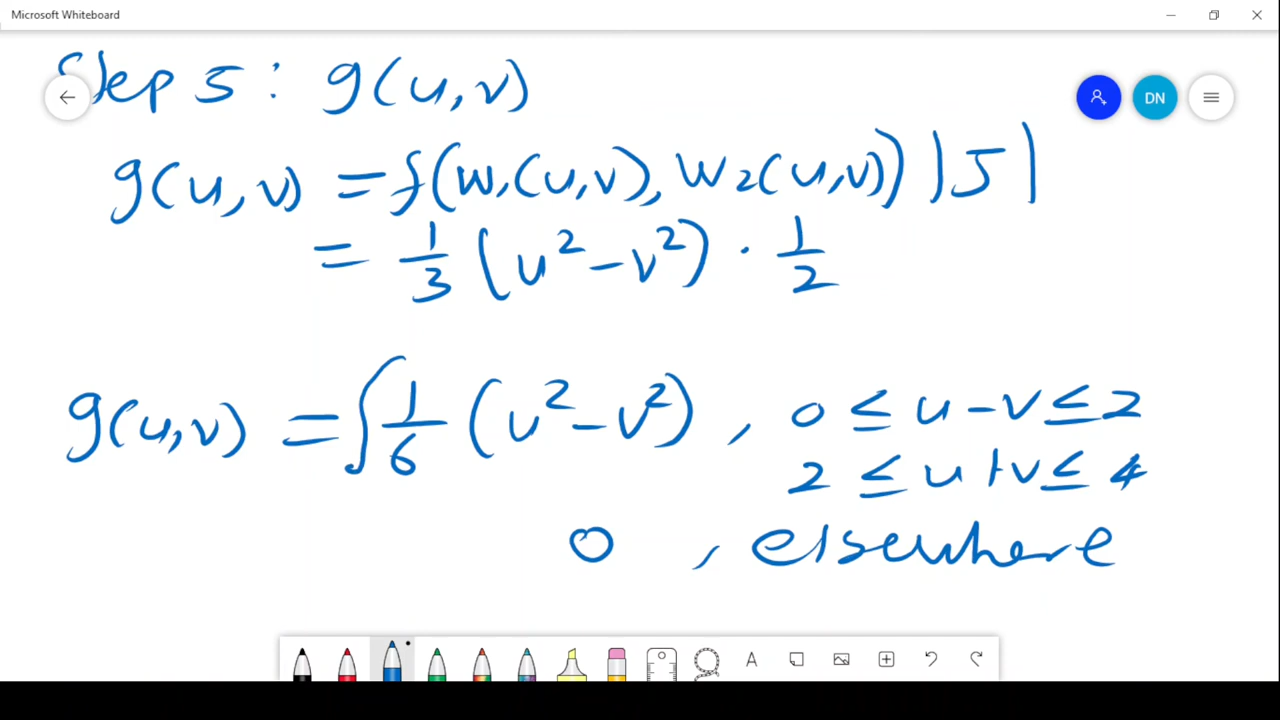 Microsoft Whiteboard
Step 5 : g(u,v)
DN
g(u,v) = f(w₁(u,v), w₂(u,v)) |J|
= 1/3 (u² - v²) · 1/2
g(u,v) = { 1/6 (u² - v²) , 0 ≤ u - v ≤ 2
2 ≤ u + v ≤ 4
0 , elsewhere
A